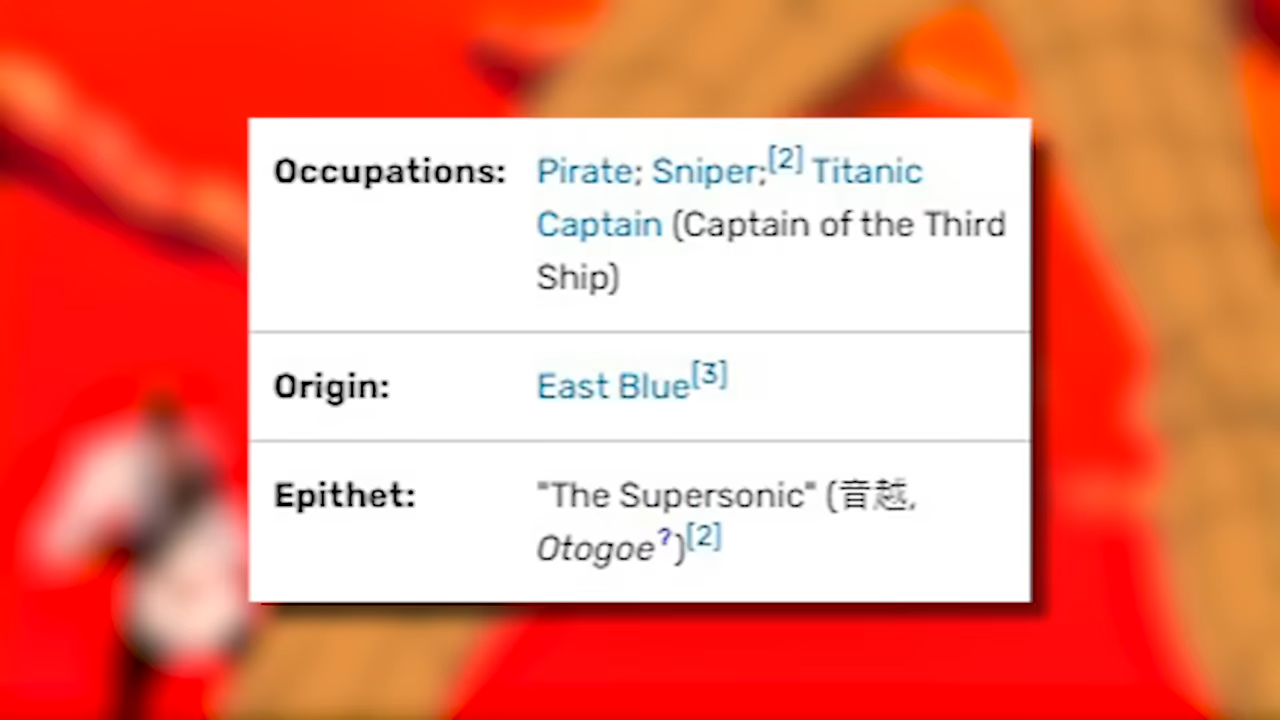 Occupations: Pirate; Sniper;[2] Titanic
Captain (Captain of the Third
Ship)
Origin: East Blue[3]
Epithet: "The Supersonic" (音越,
Otogoe?)[2]